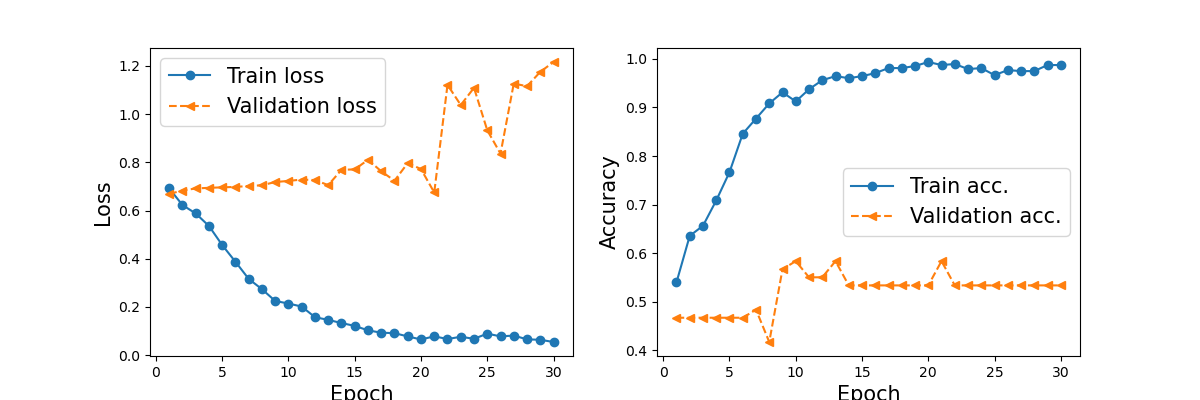 Train loss
Validation loss
Loss
1.2
1.0
0.8
0.6
0.4
0.2
0.0
0 5 10 15 20 25 30
Epoch
Train acc.
Validation acc.
Accuracy
1.0
0.9
0.8
0.7
0.6
0.5
0.4
0 5 10 15 20 25 30
Epoch